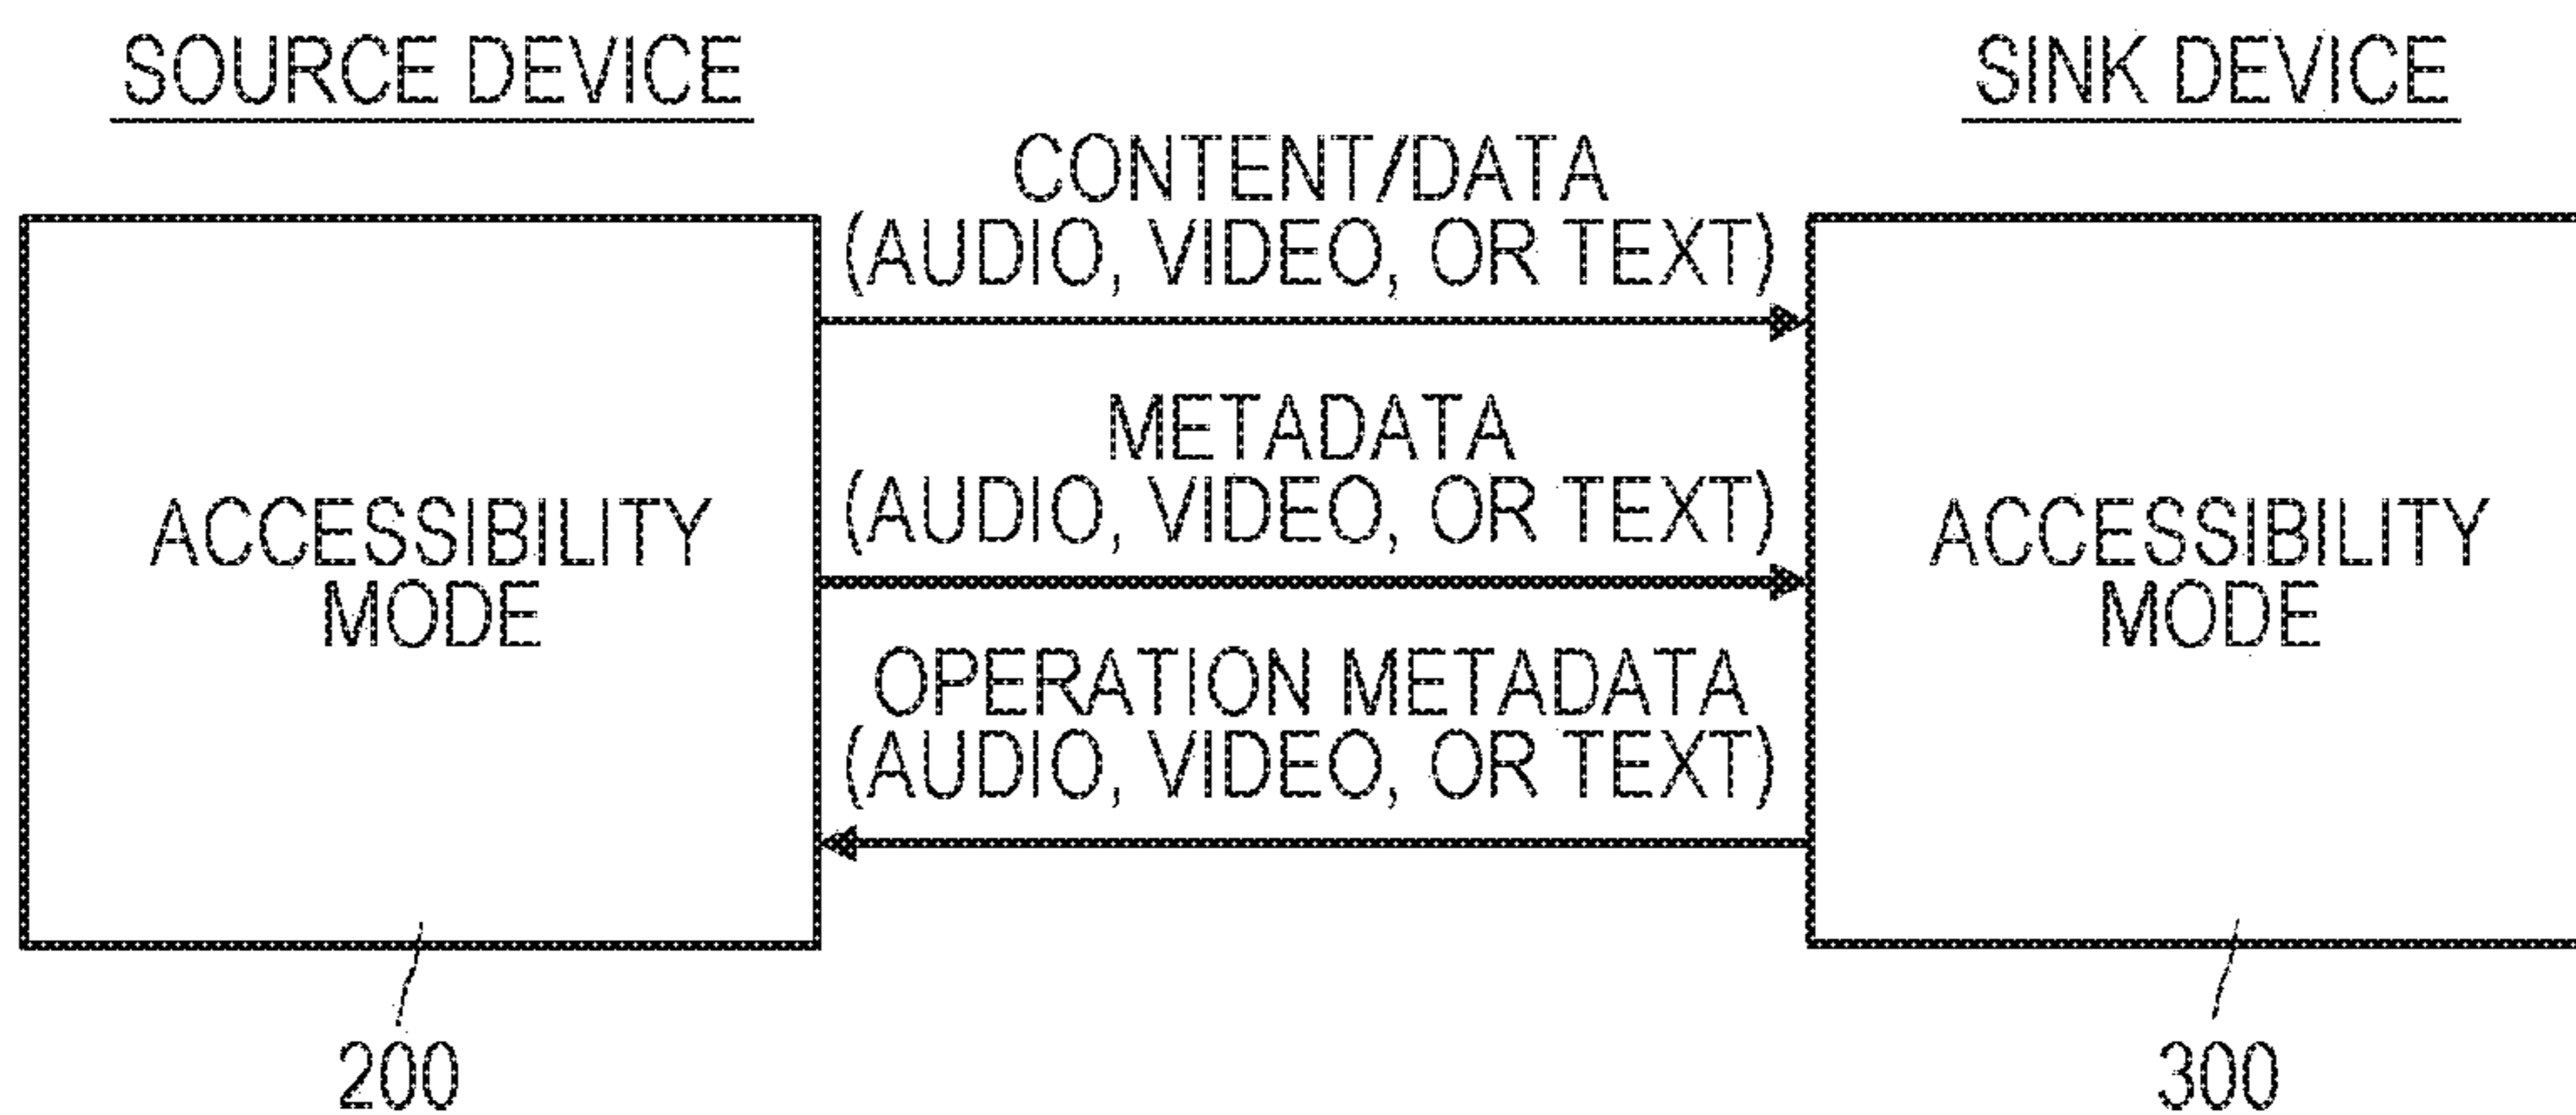 SOURCE DEVICE
SINK DEVICE
CONTENT/DATA
(AUDIO, VIDEO, OR TEXT)
METADATA
(AUDIO, VIDEO, OR TEXT)
ACCESSIBILITY
MODE
OPERATION METADATA
(AUDIO, VIDEO, OR TEXT)
ACCESSIBILITY
MODE
200
300